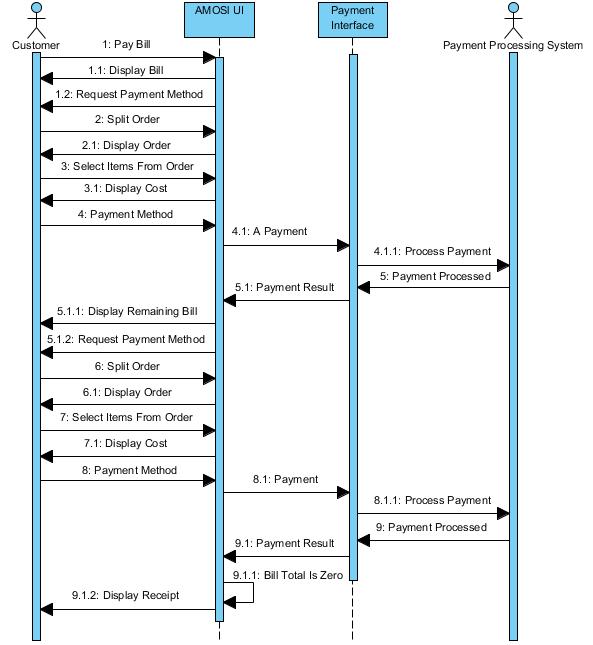 AMOSI UI
Payment
Interface
Customer
Payment Processing System
1: Pay Bill
1.1: Display Bill
1.2: Request Payment Method
2: Split Order
2.1: Display Order
3: Select Items From Order
3.1: Display Cost
4: Payment Method
4.1: A Payment
4.1.1: Process Payment
5: Payment Processed
5.1: Payment Result
5.1.1: Display Remaining Bill
5.1.2: Request Payment Method
6: Split Order
6.1: Display Order
7: Select Items From Order
7.1: Display Cost
8: Payment Method
8.1: Payment
8.1.1: Process Payment
9: Payment Processed
9.1: Payment Result
9.1.1: Bill Total Is Zero
9.1.2: Display Receipt